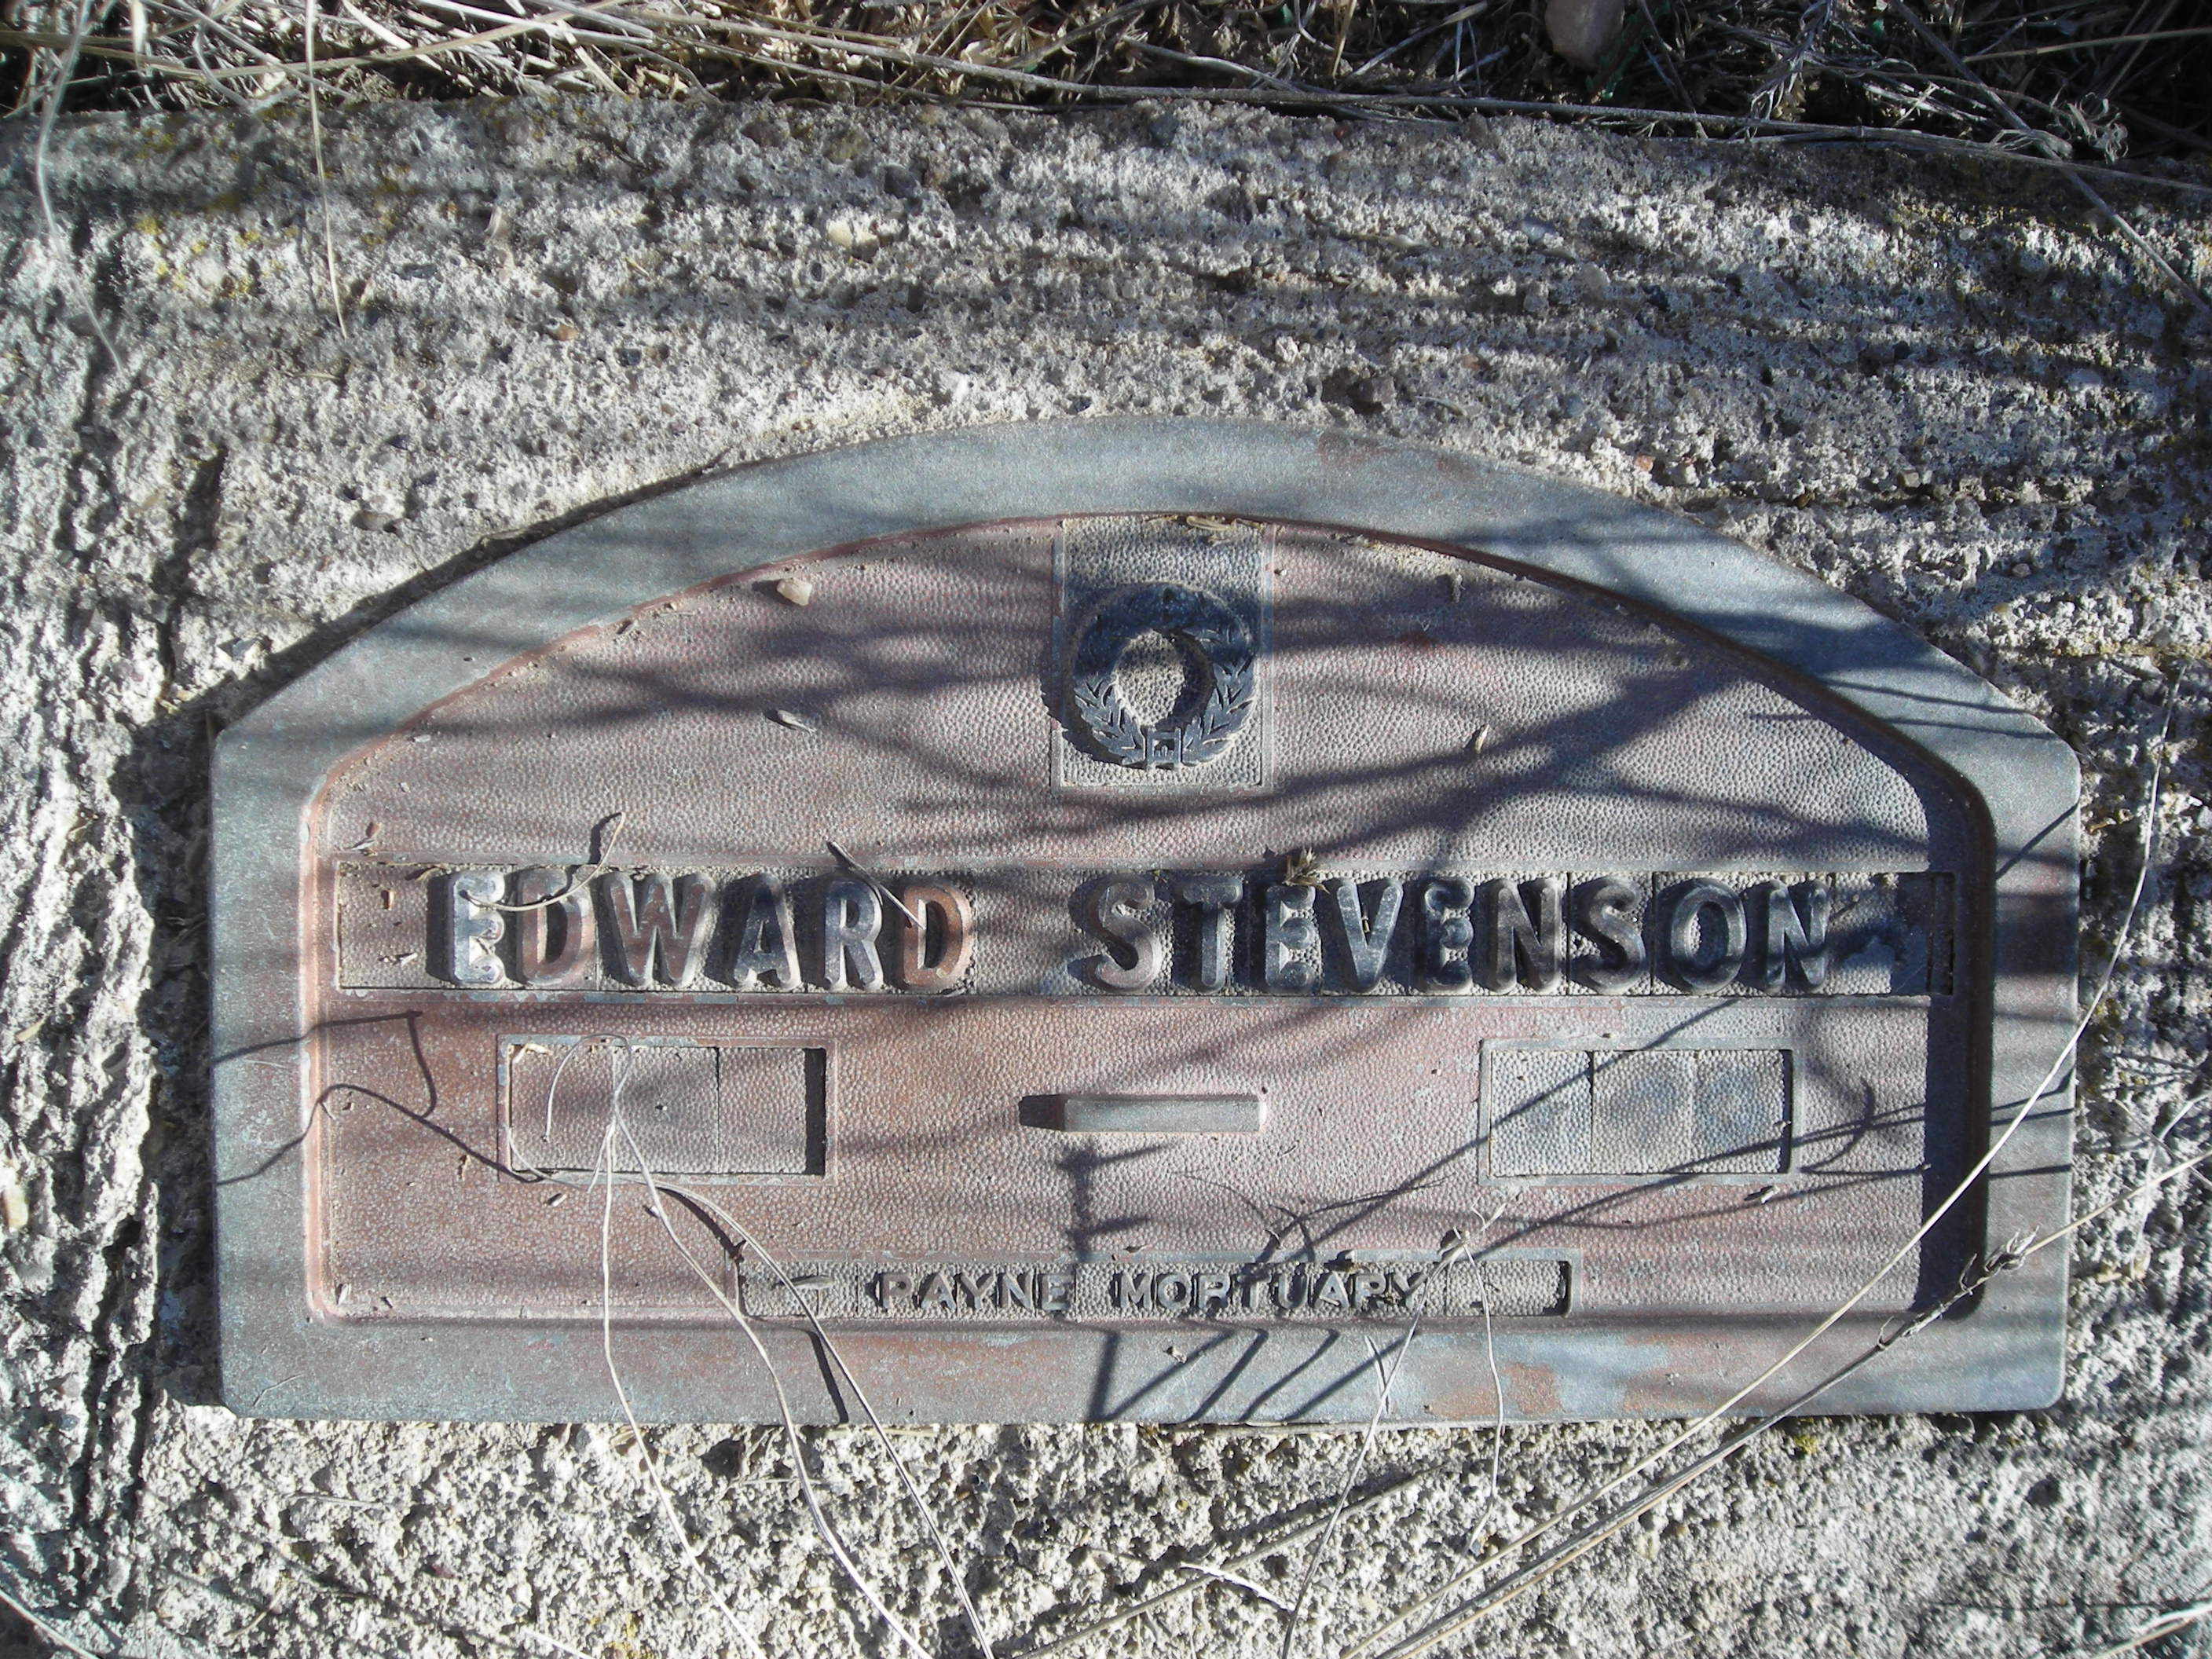 EDWARD STEVENSON
—
PAYNE MORTUARY